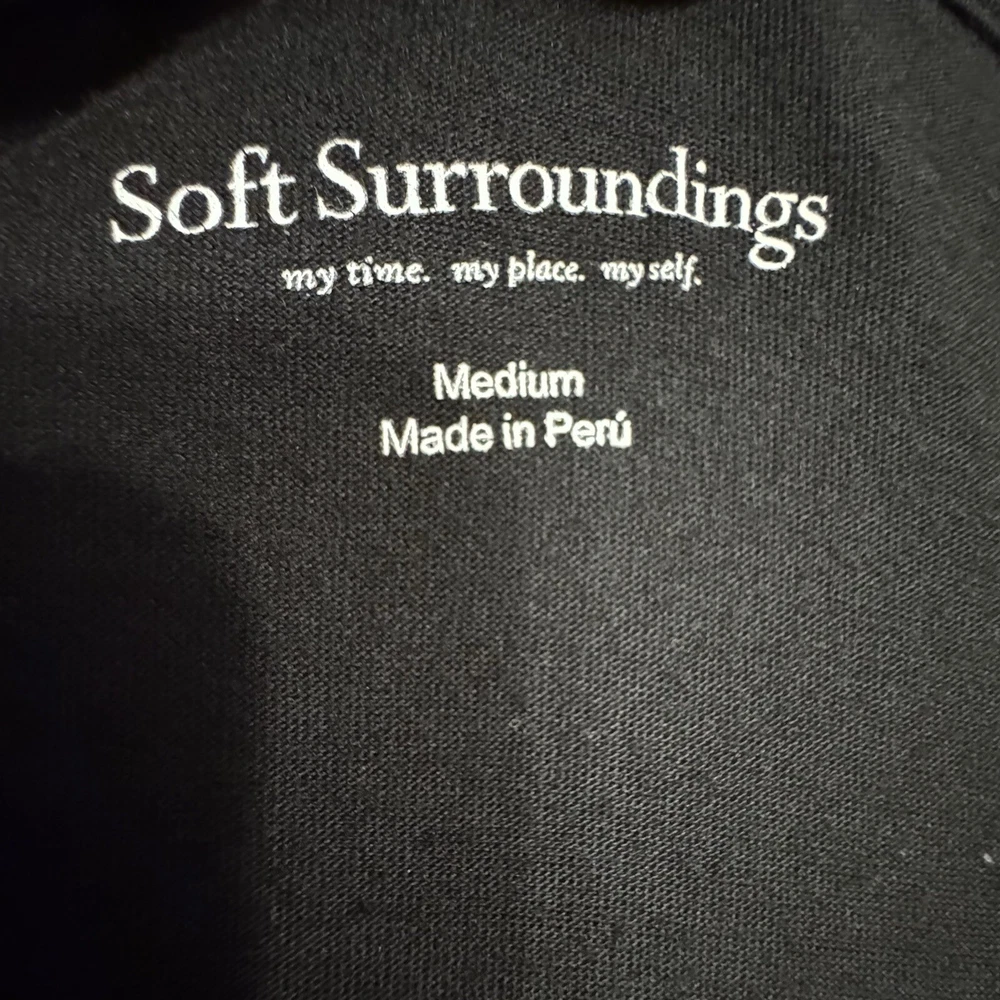 Soft Surroundings
my time. my place. my self.
Medium
Made in Perú